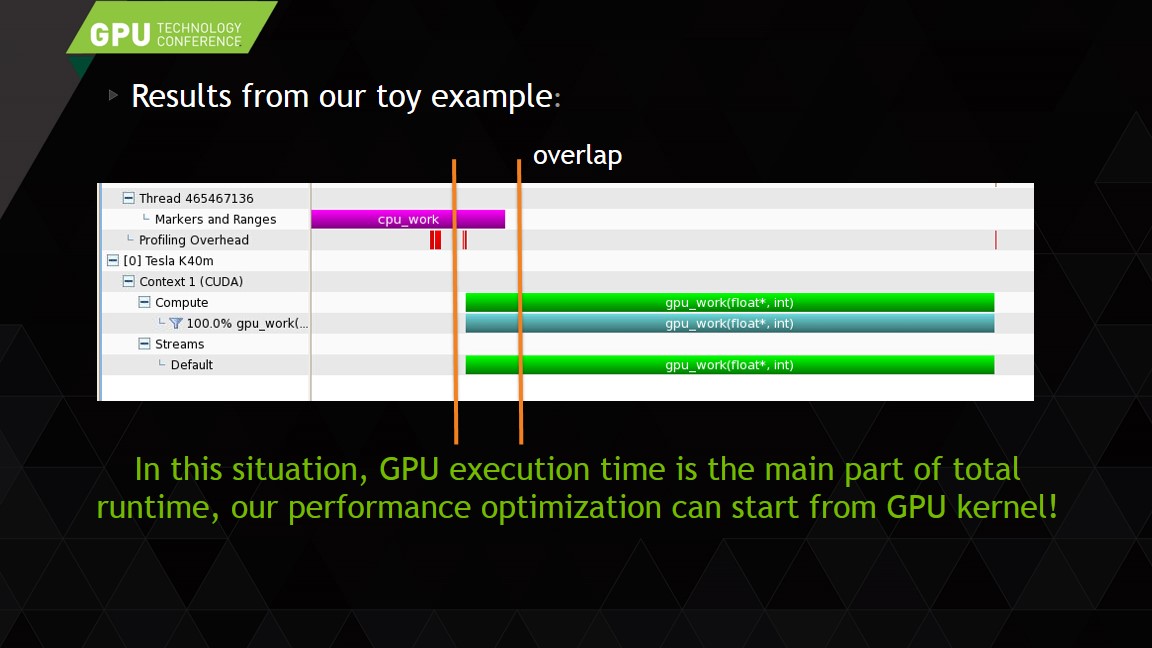 GPU TECHNOLOGY
CONFERENCE
Results from our toy example:
overlap
Thread 465467136
Markers and Ranges
cpu_work
Profiling Overhead
[0] Tesla K40m
Context 1 (CUDA)
Compute
gpu_work(float*, int)
100.0% gpu_work(...
gpu_work(float*, int)
Streams
Default
gpu_work(float*, int)
In this situation, GPU execution time is the main part of total
runtime, our performance optimization can start from GPU kernel!